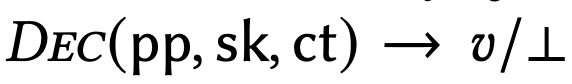 DEC(pp, sk, ct) → v/⊥